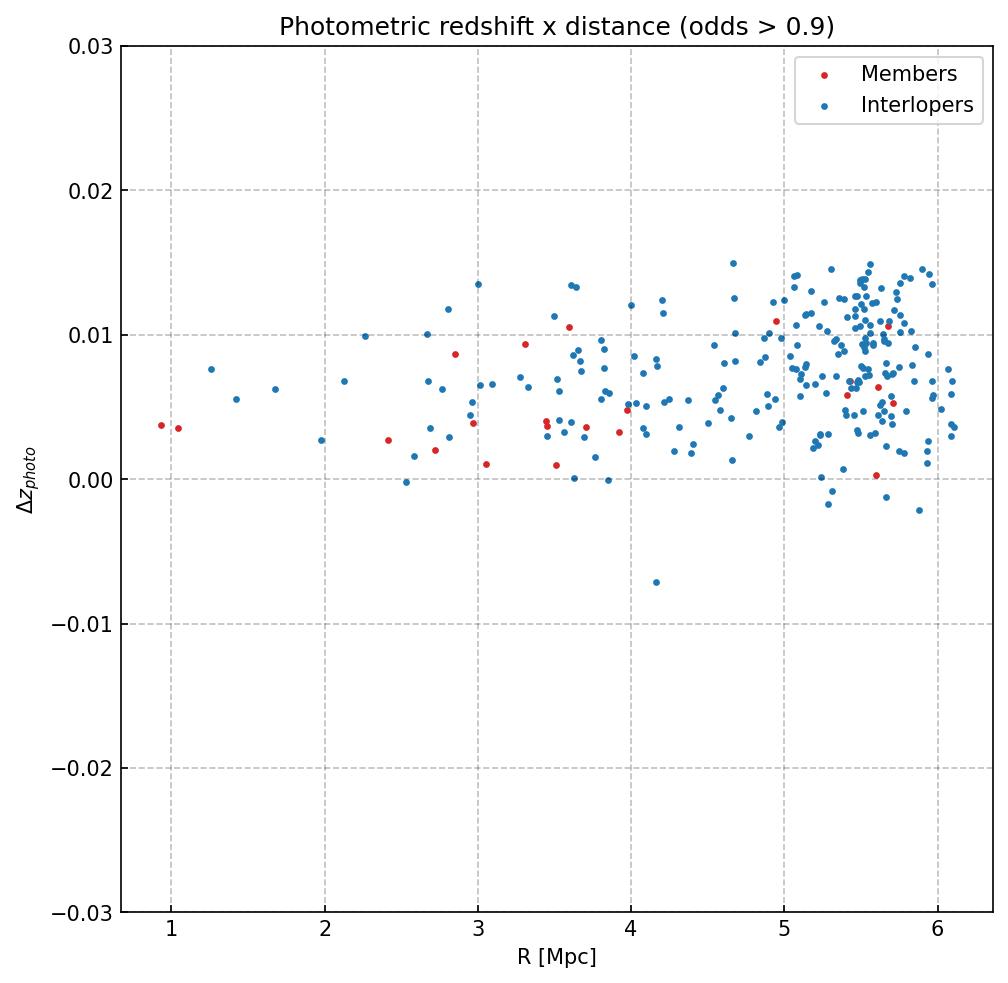 Photometric redshift x distance (odds > 0.9)
Members
Interlopers
0.03
0.02
0.01
0.00
−0.01
−0.02
−0.03
Δz_photo
1 2 3 4 5 6
R [Mpc]